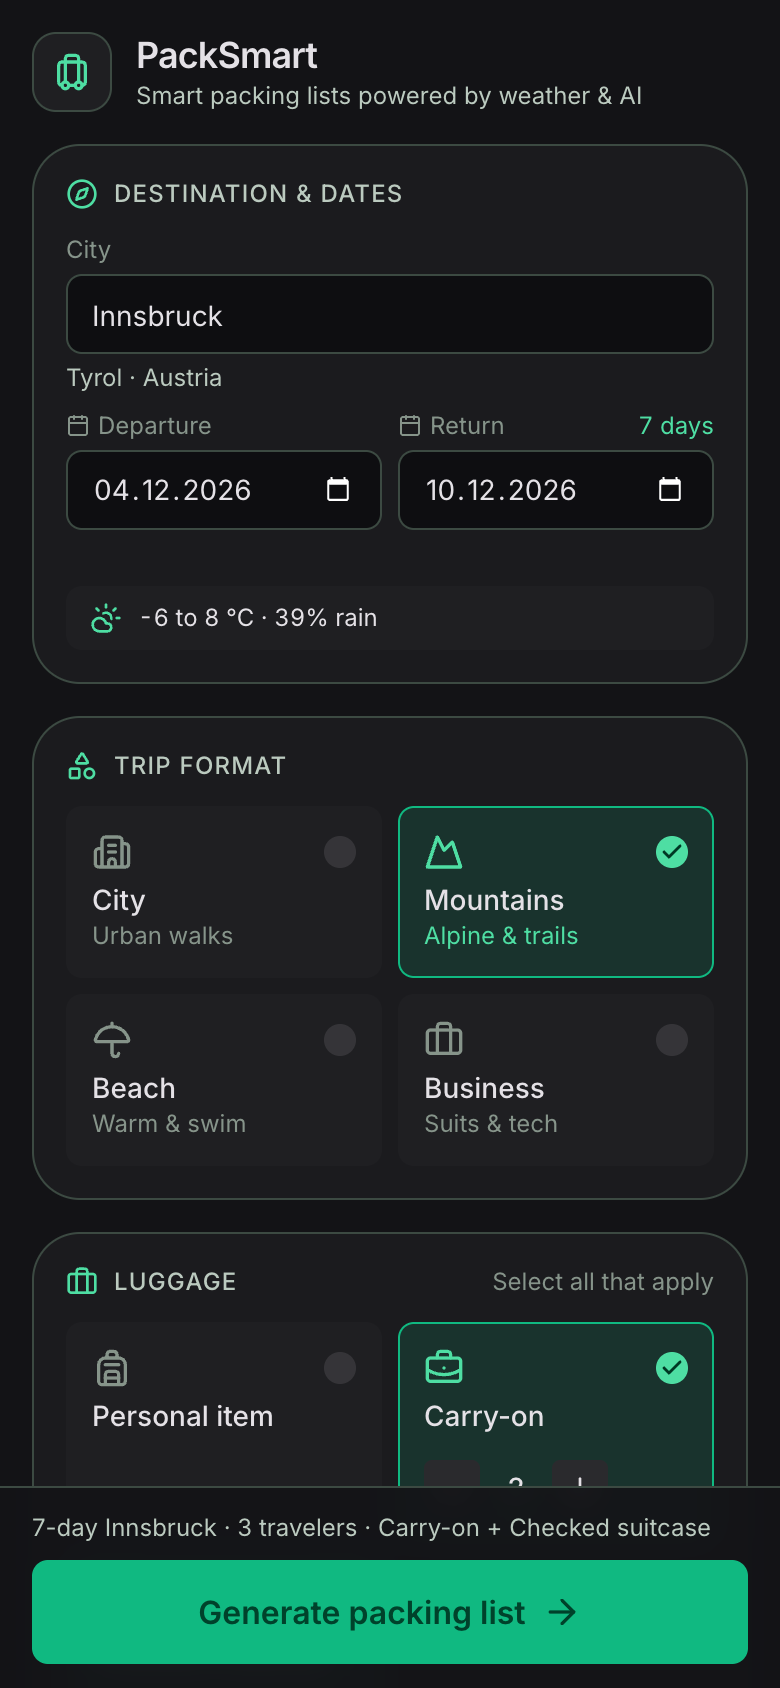 PackSmart
Smart packing lists powered by weather & AI
DESTINATION & DATES
City
Innsbruck
Tyrol · Austria
Departure
Return
7 days
04.12.2026
10.12.2026
-6 to 8 °C · 39% rain
TRIP FORMAT
City
Urban walks
Mountains
Alpine & trails
Beach
Warm & swim
Business
Suits & tech
LUGGAGE
Select all that apply
Personal item
Carry-on
7-day Innsbruck · 3 travelers · Carry-on + Checked suitcase
Generate packing list →